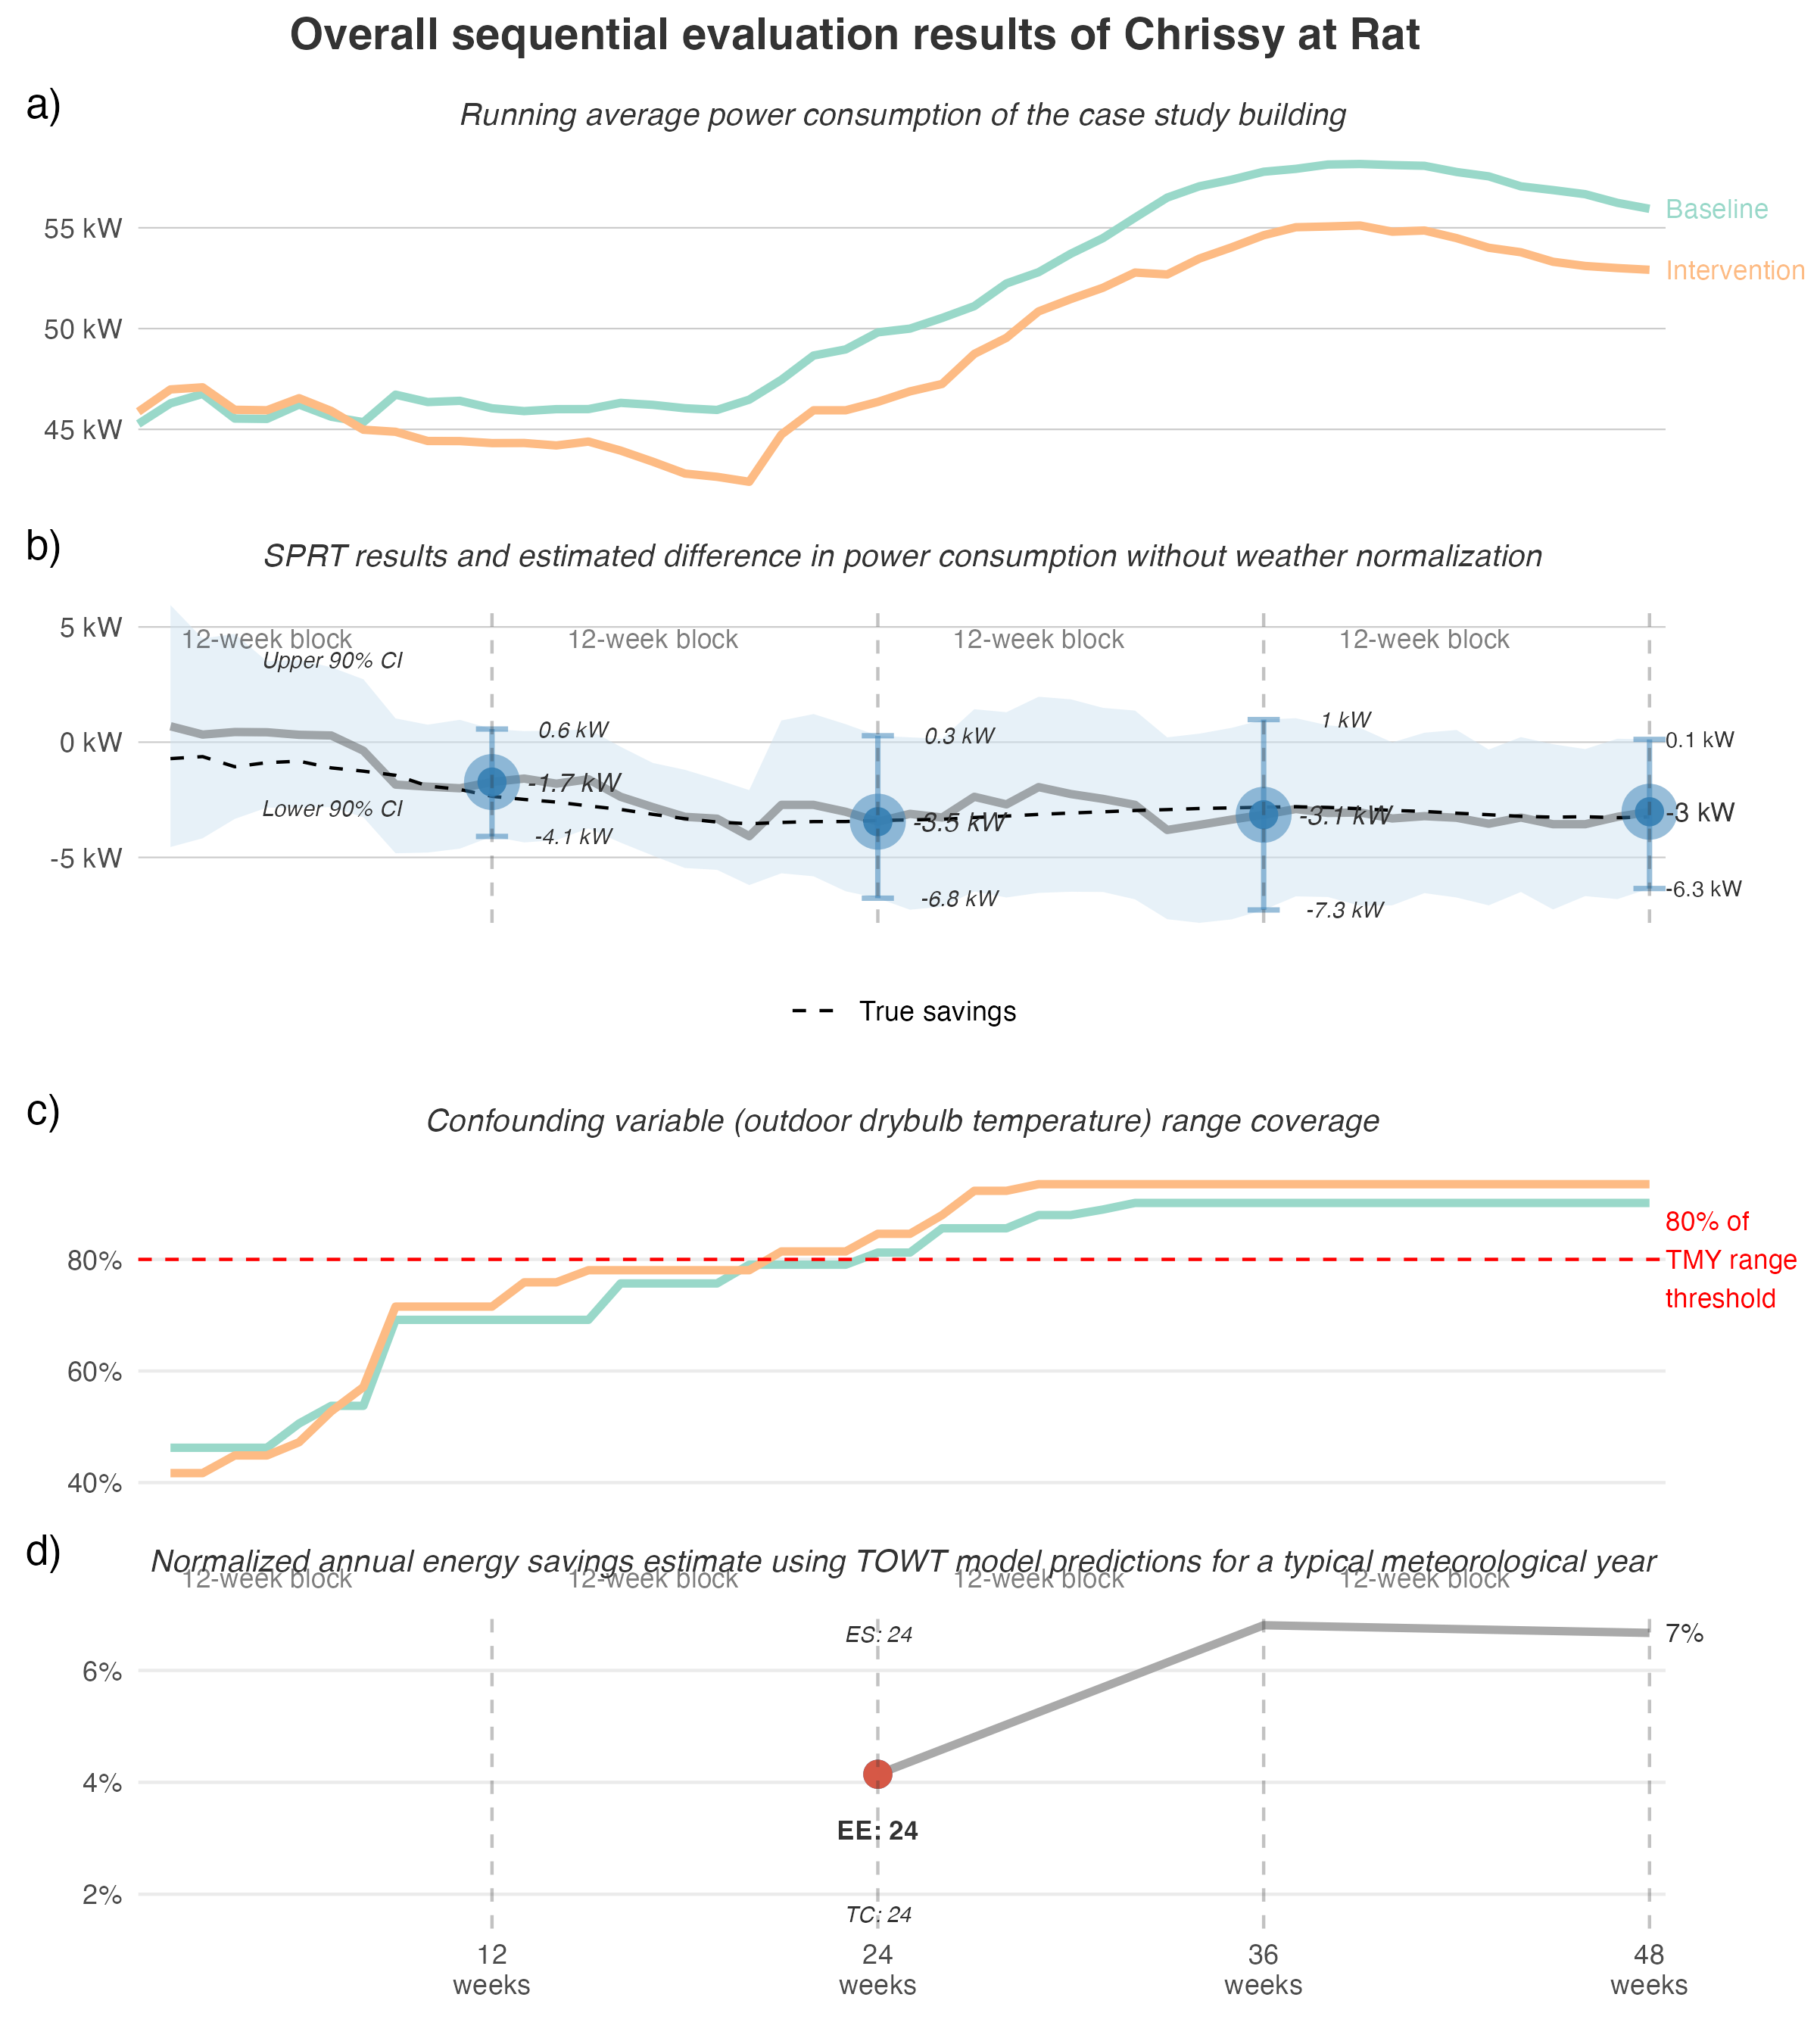 Overall sequential evaluation results of Chrissy at Rat
a)
Running average power consumption of the case study building
55 kW
50 kW
45 kW
Baseline
Intervention
b)
SPRT results and estimated difference in power consumption without weather normalization
5 kW
0 kW
-5 kW
12-week block
12-week block
12-week block
12-week block
Upper 90% CI
Lower 90% CI
0.6 kW
-1.7 kW
-4.1 kW
0.3 kW
-3.5 kW
-6.8 kW
1 kW
-3.1 kW
-7.3 kW
0.1 kW
-3 kW
-6.3 kW
True savings
c)
Confounding variable (outdoor drybulb temperature) range coverage
80%
60%
40%
80% of
TMY range
threshold
d)
Normalized annual energy savings estimate using TOWT model predictions for a typical meteorological year
12-week block
12-week block
12-week block
12-week block
6%
4%
2%
ES: 24
EE: 24
TC: 24
7%
12
weeks
24
weeks
36
weeks
48
weeks